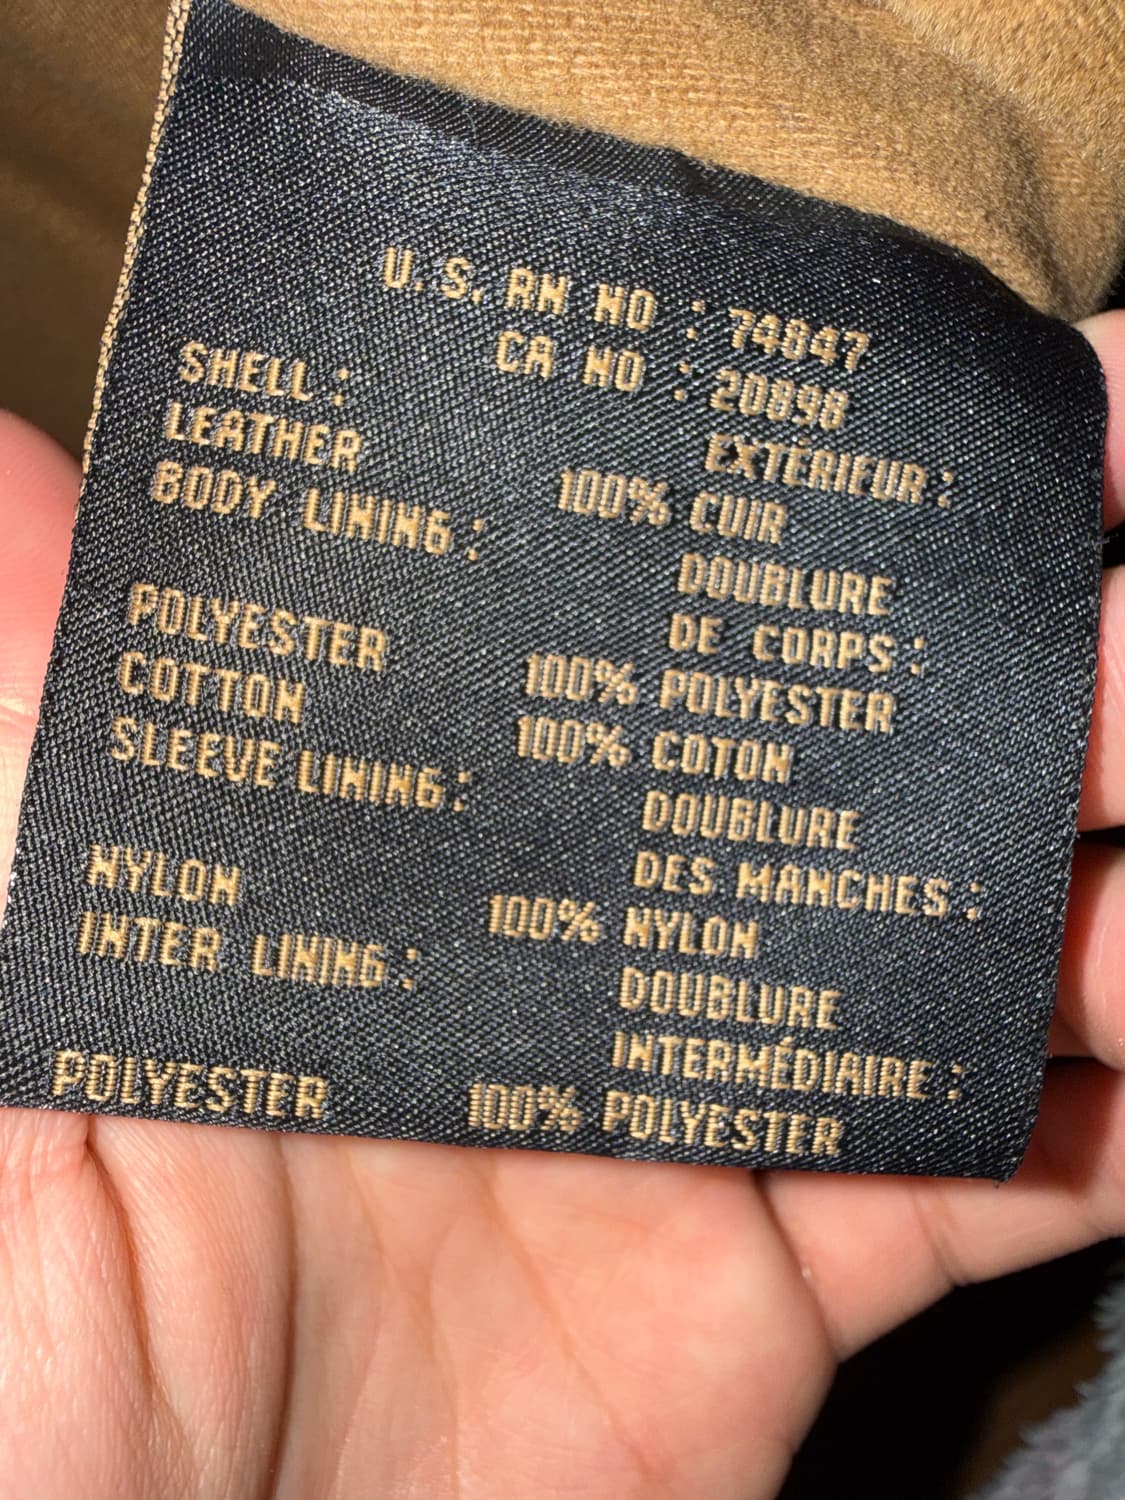 U.S. RN NO : 74847
CA NO : 20898
SHELL: EXTÉRIEUR:
LEATHER 100% CUIR
BODY LINING: DOUBLURE
DE CORPS:
POLYESTER 100% POLYESTER
COTTON 100% COTON
SLEEVE LINING: DOUBLURE
DES MANCHES:
NYLON 100% NYLON
INTER LINING: DOUBLURE
INTERMÉDIAIRE:
POLYESTER 100% POLYESTER